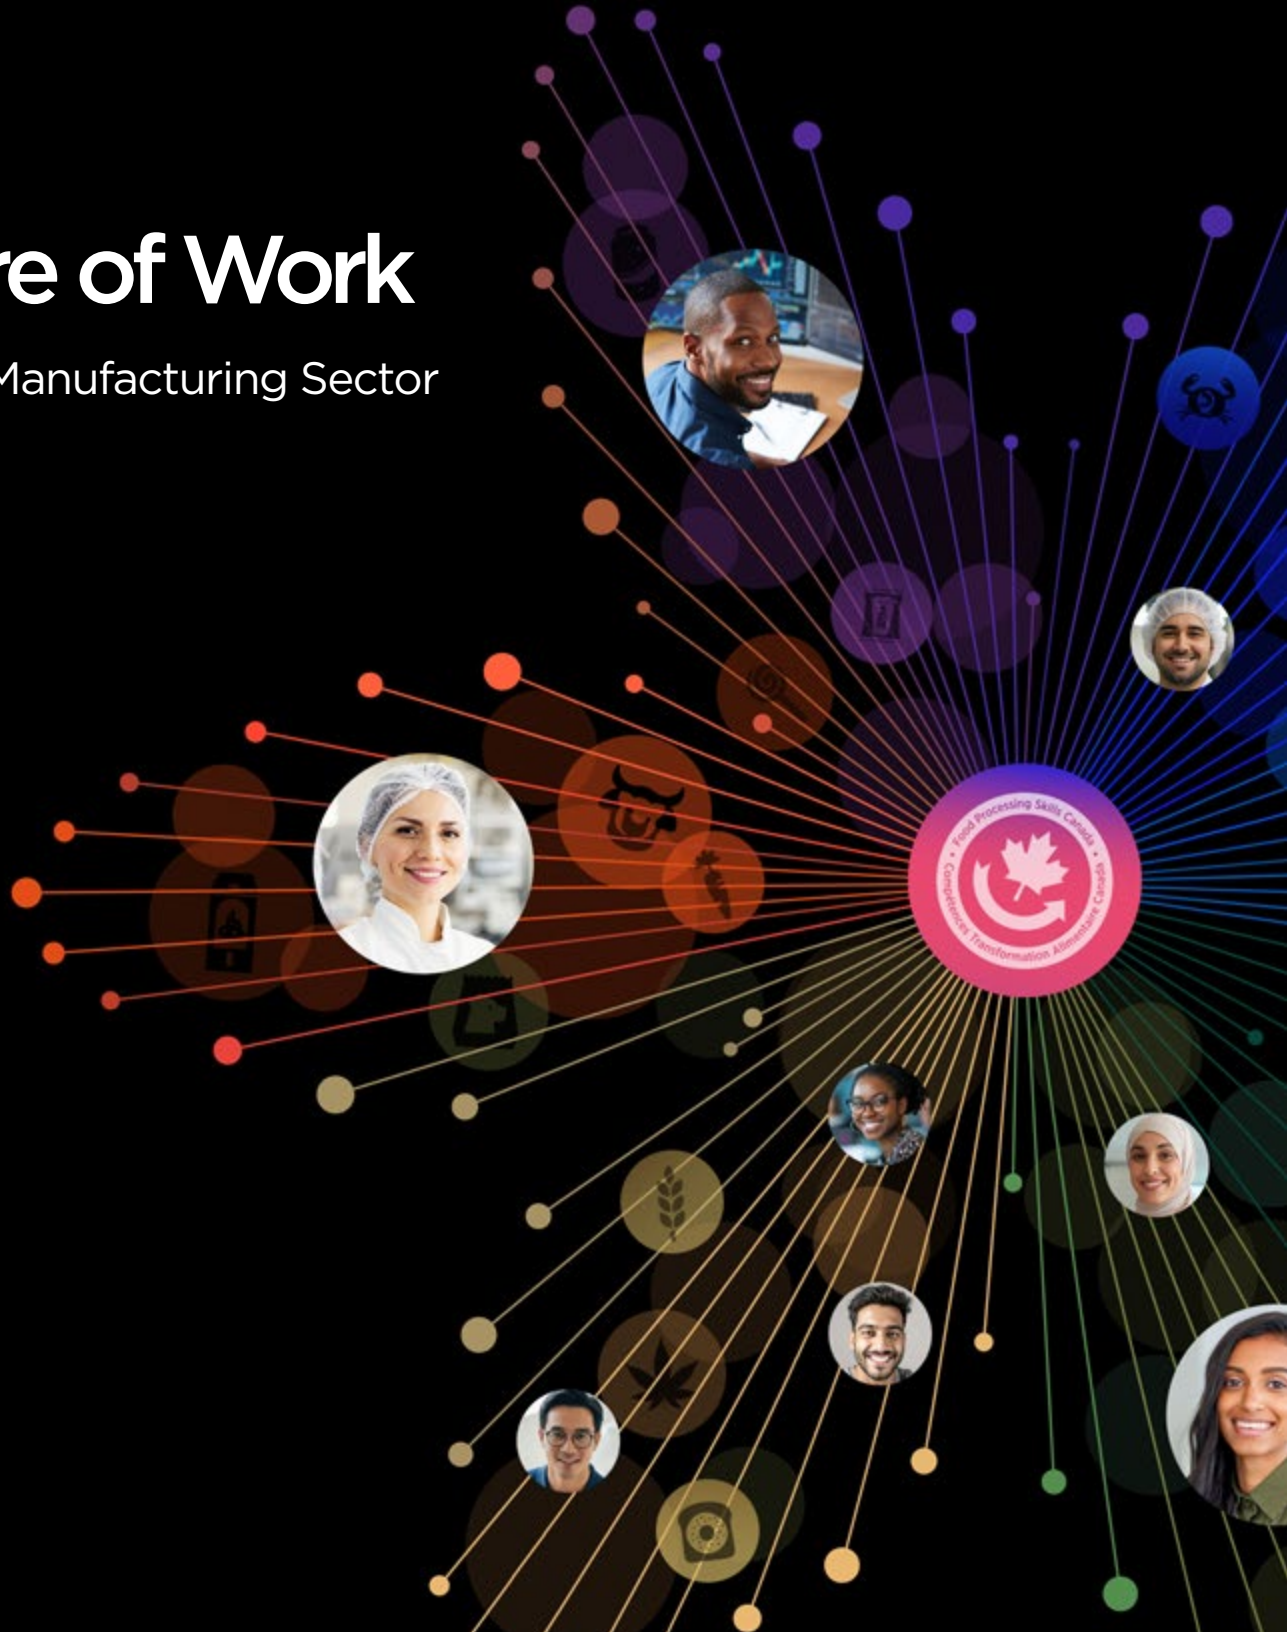 re of Work
Manufacturing Sector
• Food Processing Skills Canada •
Compétences Transformation Alimentaire Canada